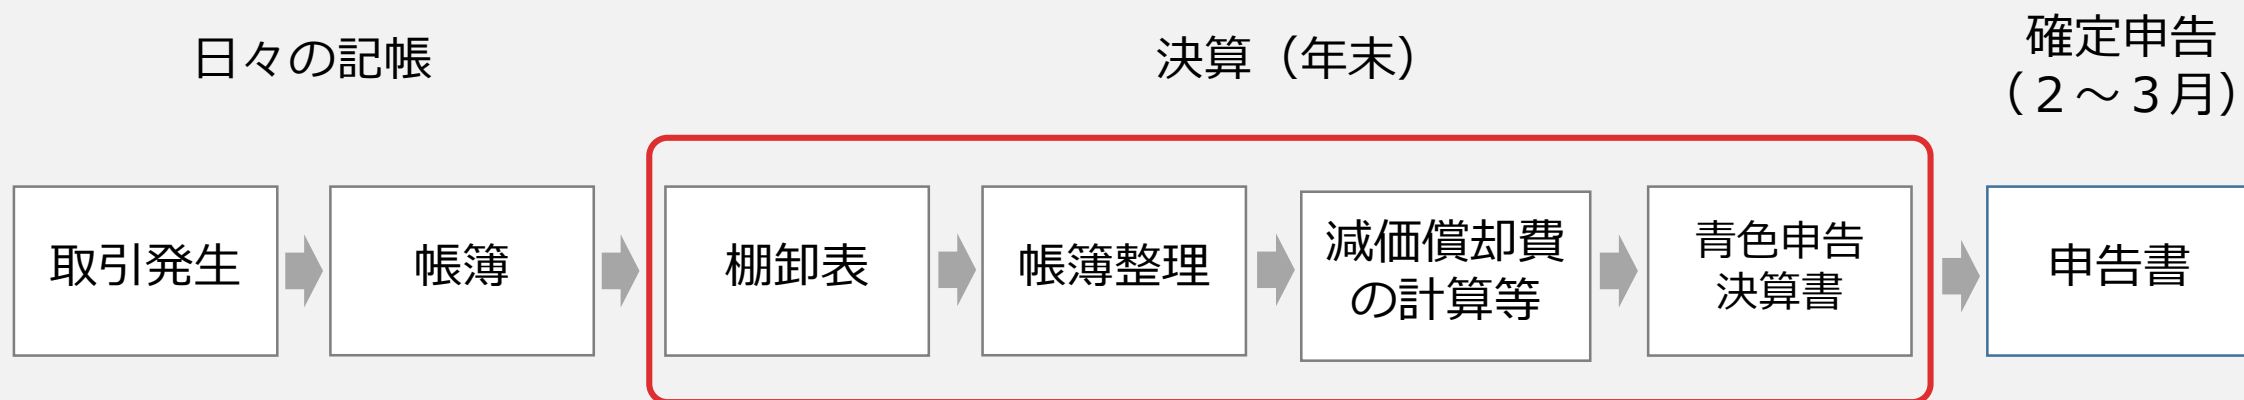 日々の記帳
決算（年末）
確定申告
（２～３月）
取引発生
帳簿
棚卸表
帳簿整理
減価償却費
の計算等
青色申告
決算書
申告書